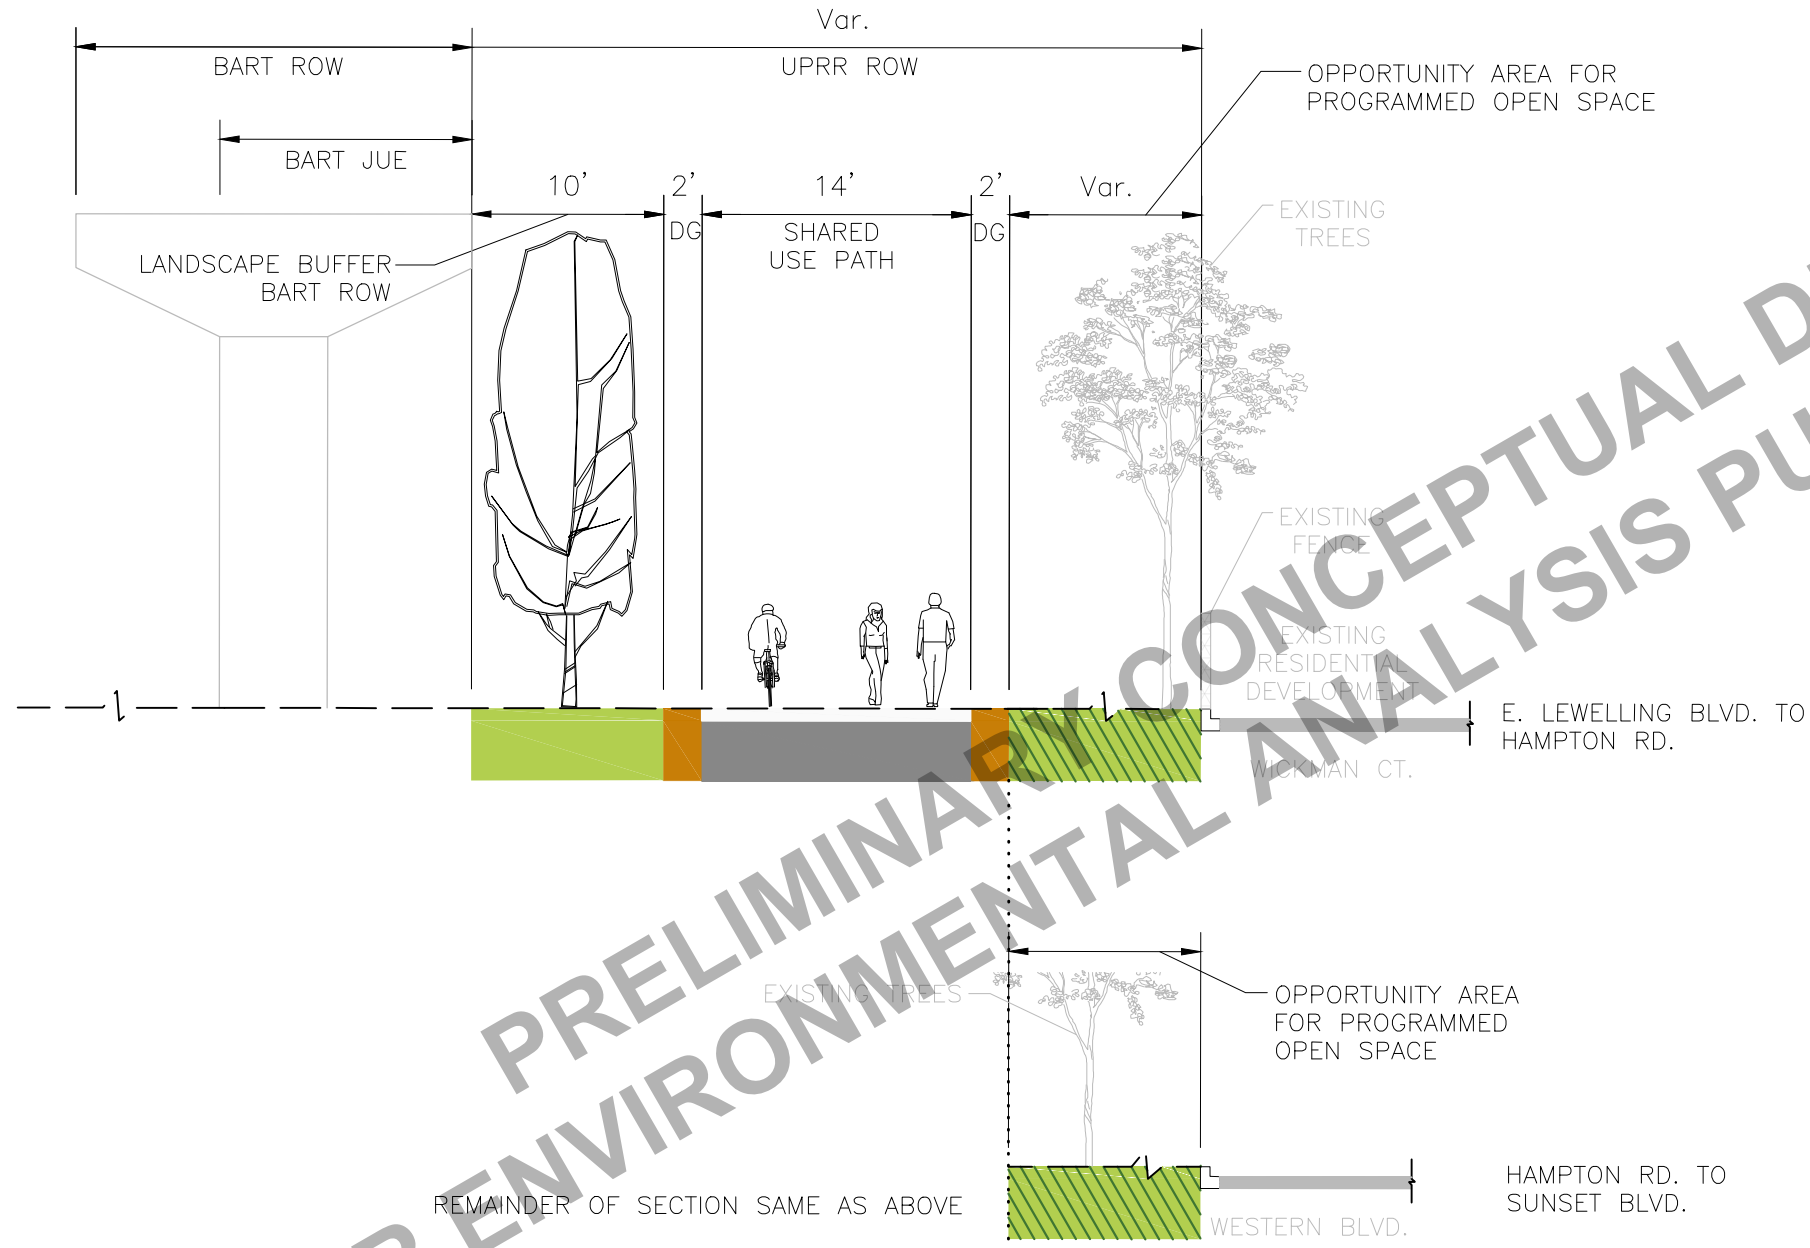 Var.
BART ROW
UPRR ROW
OPPORTUNITY AREA FOR
PROGRAMMED OPEN SPACE
BART JUE
10'
2'
14'
2'
Var.
DG
SHARED
USE PATH
DG
EXISTING
TREES
LANDSCAPE BUFFER
BART ROW
EXISTING
FENCE
EXISTING
RESIDENTIAL
DEVELOPMENT
E. LEWELLING BLVD. TO
HAMPTON RD.
WICKMAN CT.
PRELIMINARY CONCEPTUAL
ENVIRONMENTAL ANALYSIS
EXISTING TREES
OPPORTUNITY AREA
FOR PROGRAMMED
OPEN SPACE
REMAINDER OF SECTION SAME AS ABOVE
HAMPTON RD. TO
SUNSET BLVD.
WESTERN BLVD.